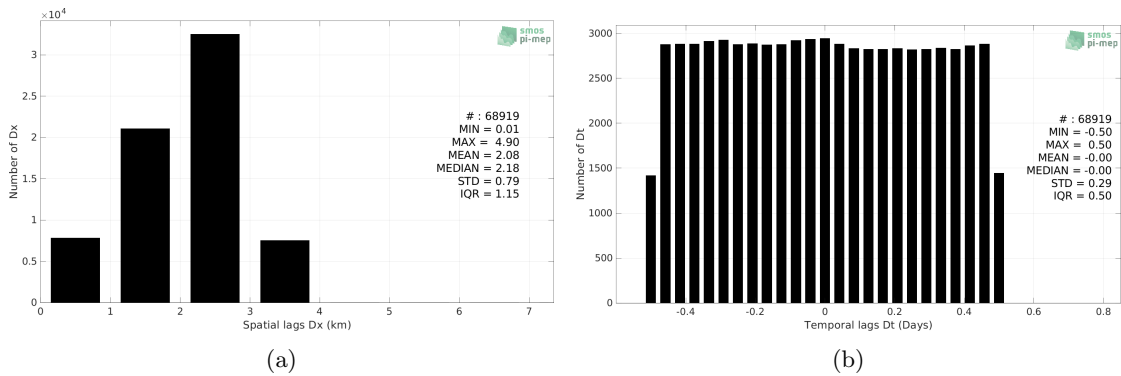 ×10⁴
3
2.5
2
1.5
1
0.5
0
Number of Dx
0 1 2 3 4 5 6 7
Spatial lags Dx (km)
smos
pi-mep
# : 68919
MIN = 0.01
MAX = 4.90
MEAN = 2.08
MEDIAN = 2.18
STD = 0.79
IQR = 1.15
(a)
3000
2500
2000
1500
1000
500
0
Number of Dt
-0.4 -0.2 0 0.2 0.4 0.6 0.8
Temporal lags Dt (Days)
smos
pi-mep
# : 68919
MIN = -0.50
MAX = 0.50
MEAN = -0.00
MEDIAN = -0.00
STD = 0.29
IQR = 0.50
(b)